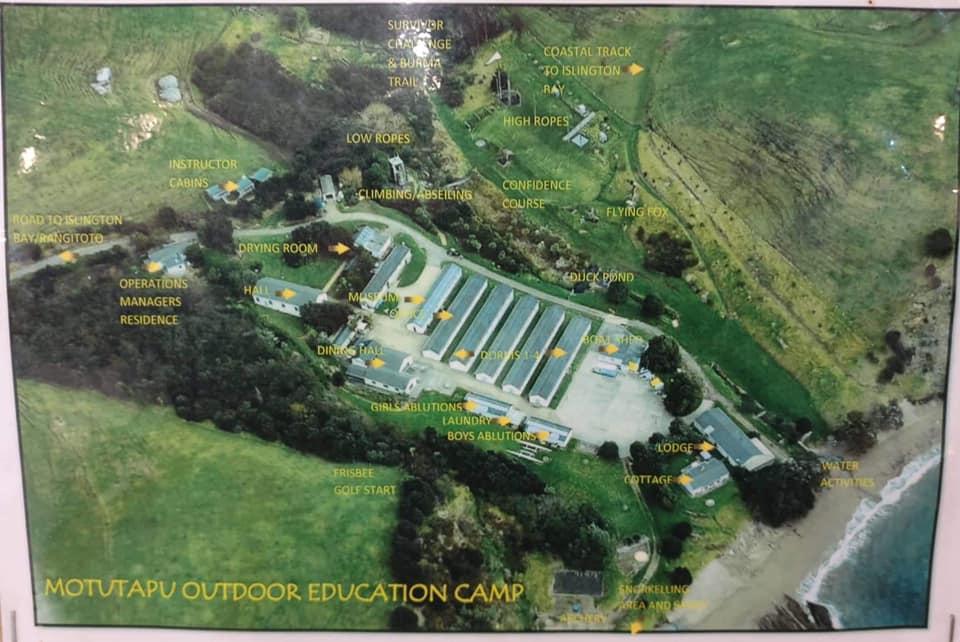 SURVIVOR
CHALLENGE
& BURMA
TRAIL
COASTAL TRACK
TO ISLINGTON
BAY
HIGH ROPES
LOW ROPES
INSTRUCTOR
CABINS
CLIMBING/ABSEILING
CONFIDENCE
COURSE
FLYING FOX
ROAD TO ISLINGTON
BAY/RANGITOTO
DRYING ROOM
DUCK POND
OPERATIONS
MANAGERS
RESIDENCE
HALL
MUSEUM
DINING HALL
DORMS 1-4
BOAT SHED
GIRLS ABLUTIONS
LAUNDRY
BOYS ABLUTIONS
LODGE
COTTAGE
WATER
ACTIVITIES
FRISBEE
GOLF START
MOTUTAPU OUTDOOR EDUCATION CAMP
SNORKELLING
AREA AND
ARCHERY